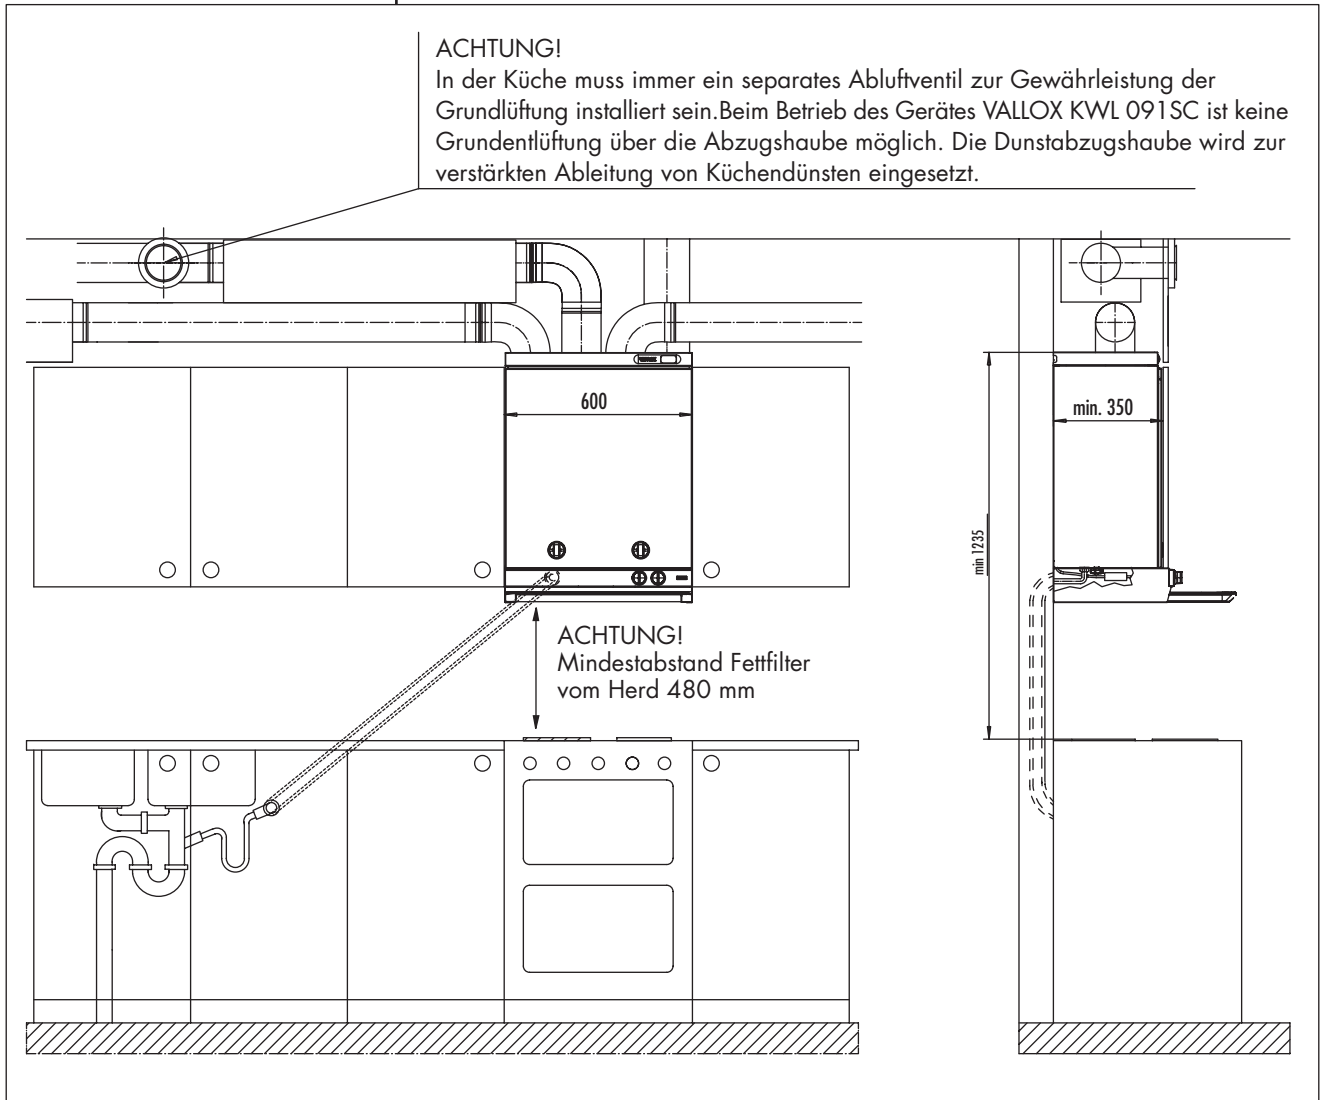 ACHTUNG!
In der Küche muss immer ein separates Abluftventil zur Gewährleistung der
Grundlüftung installiert sein.Beim Betrieb des Gerätes VALLOX KWL 091SC ist keine
Grundentlüftung über die Abzugshaube möglich. Die Dunstabzugshaube wird zur
verstärkten Ableitung von Küchendünsten eingesetzt.
600
min. 350
min 1235
ACHTUNG!
Mindestabstand Fettfilter
vom Herd 480 mm